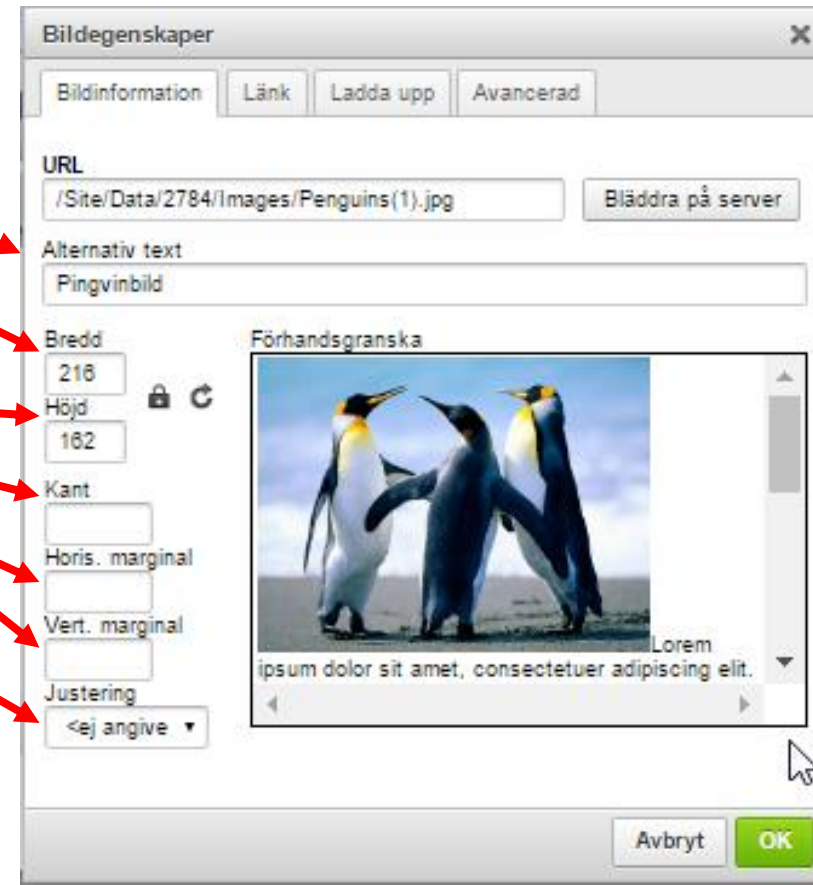 Bildegenskaper
Bildinformation Länk Ladda upp Avancerad
URL
/Site/Data/2784/Images/Penguins(1).jpg Bläddra på server
Alternativ text
Pingvinbild
Bredd Förhandsgranska
216
Höjd
162
Kant
Horis. marginal
Vert. marginal
Lorem
ipsum dolor sit amet, consectetuer adipiscing elit.
Justering
<ej angive
Avbryt OK